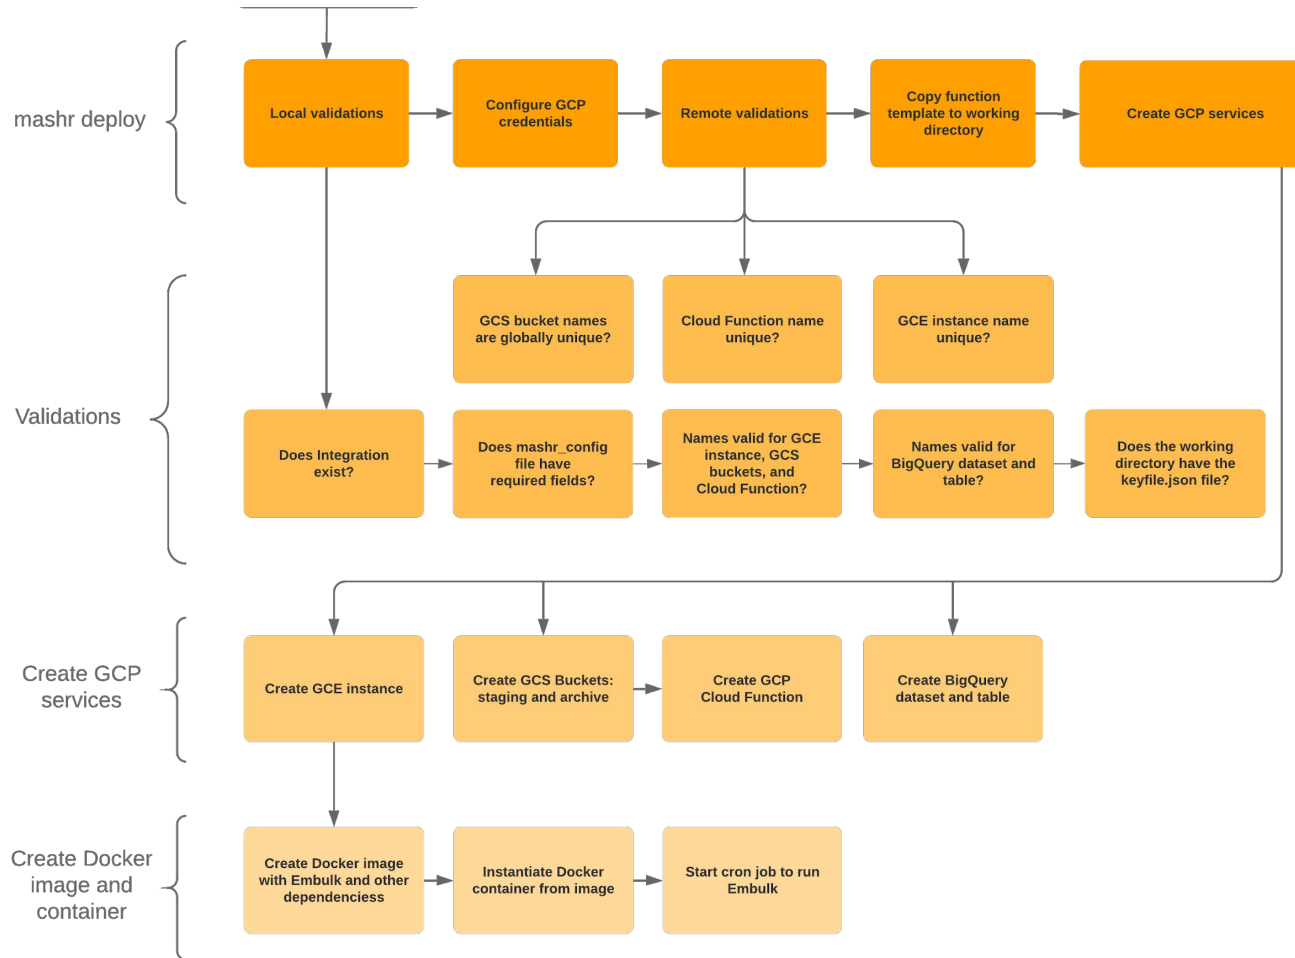 mashr deploy
Local validations
Configure GCP
credentials
Remote validations
Copy function
template to working
directory
Create GCP services
Validations
GCS bucket names
are globally unique?
Cloud Function name
unique?
GCE instance name
unique?
Does Integration
exist?
Does mashr_config
file have
required fields?
Names valid for GCE
instance, GCS
buckets, and
Cloud Function?
Names valid for
BigQuery dataset and
table?
Does the working
directory have the
keyfile.json file?
Create GCP
services
Create GCE instance
Create GCS Buckets:
staging and archive
Create GCP
Cloud Function
Create BigQuery
dataset and table
Create Docker
image and
container
Create Docker image
with Embulk and other
dependenciess
Instantiate Docker
container from image
Start cron job to run
Embulk